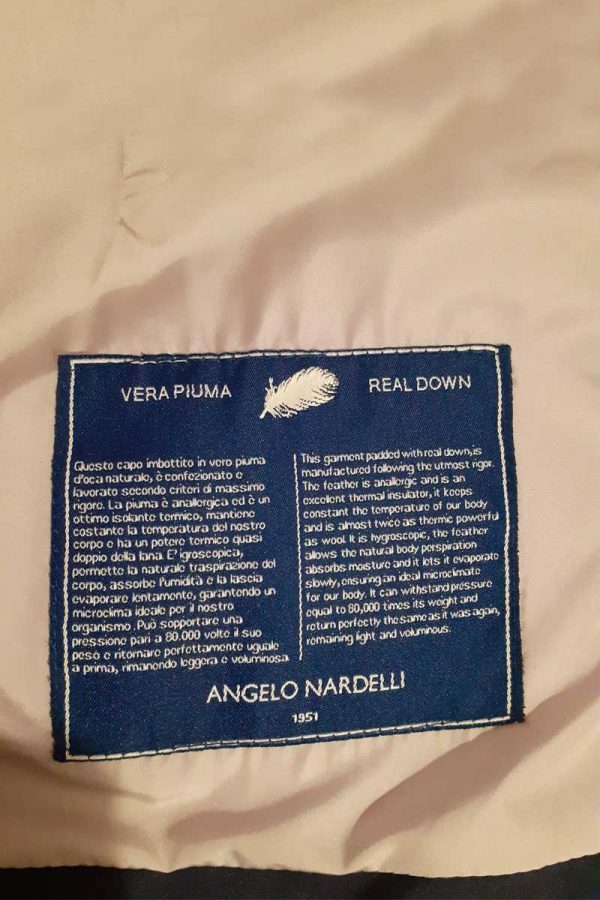 VERA PIUMA
REAL DOWN
Questo capo imbottito in vero piuma
d'oca naturale, è confezionato e
lavorato secondo criteri di massimo
rigore. La piuma è anallergica ed è un
ottimo isolante termico, mantiene
costante la temperatura del nostro
corpo e ha un potere termico quasi
doppio della lana. E' igroscopica,
permette la naturale traspirazione del
corpo, assorbe l'umidità e la lascia
evaporare lentamente, garantendo un
microclima ideale per il nostro
organismo. Può sopportare una
pressione pari a 80.000 volte il suo
peso e ritornare perfettamente uguale
a prima, rimanendo leggera e voluminosa
This garment padded with real down, is
manufactured following the utmost rigor.
The feather is anallergic and is an
excellent thermal insulator, it keeps
constant the temperature of our body
and is almost twice as thermic powerful
as wool. It is hygroscopic, the feather
allows the natural body perspiration
absorbs moisture and it lets it evaporate
slowly, ensuring an ideal microclimate
for our body. It can withstand pressure
equal to 80,000 times its weight and
return perfectly the same as it was again,
remaining light and voluminous.
ANGELO NARDELLI
1951